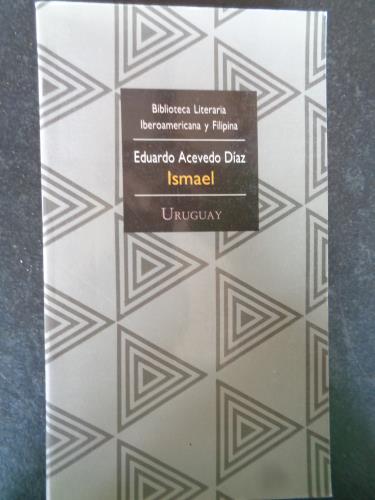 Biblioteca Literaria
Iberoamericana y Filipina
Eduardo Acevedo Díaz
Ismael
URUGUAY